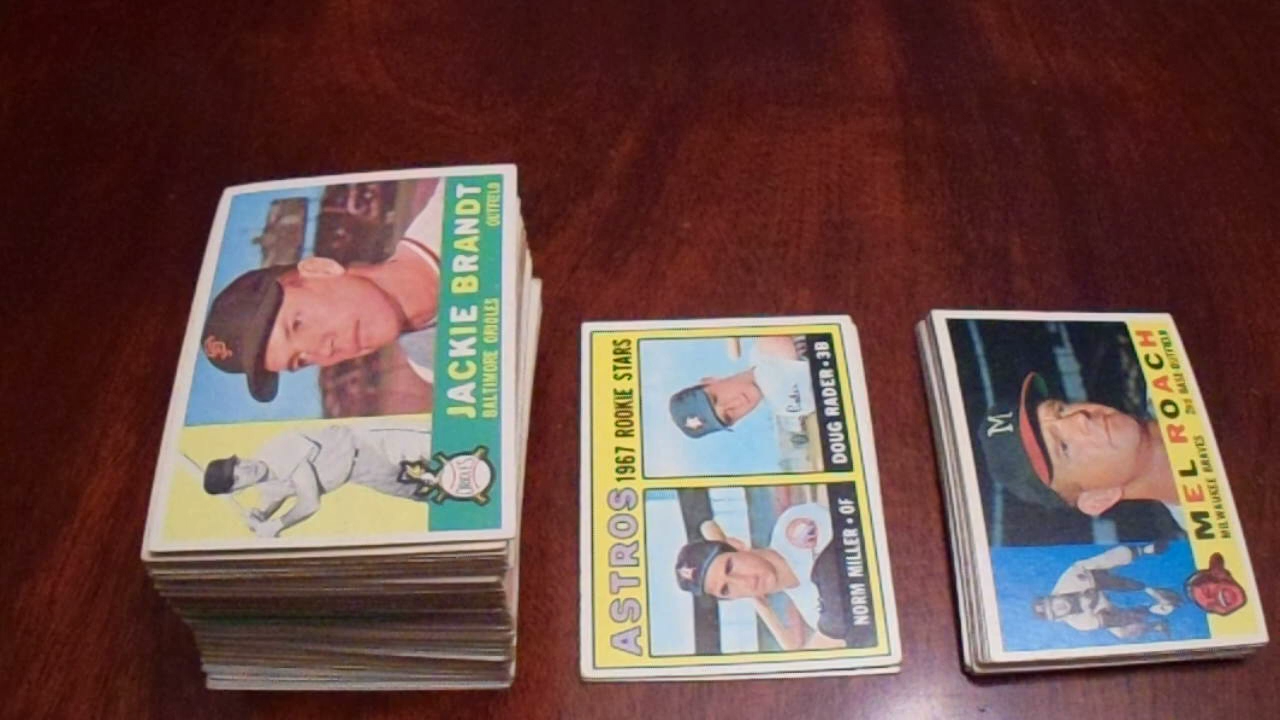 JACKIE BRANDT
BALTIMORE ORIOLES OUTFIELD
ORIOLES
SF
ASTROS 1967 ROOKIE STARS
NORM MILLER • OF
DOUG RADER • 3B
M
MEL ROACH
MILWAUKEE BRAVES 2ND BASE-OUTFIELD